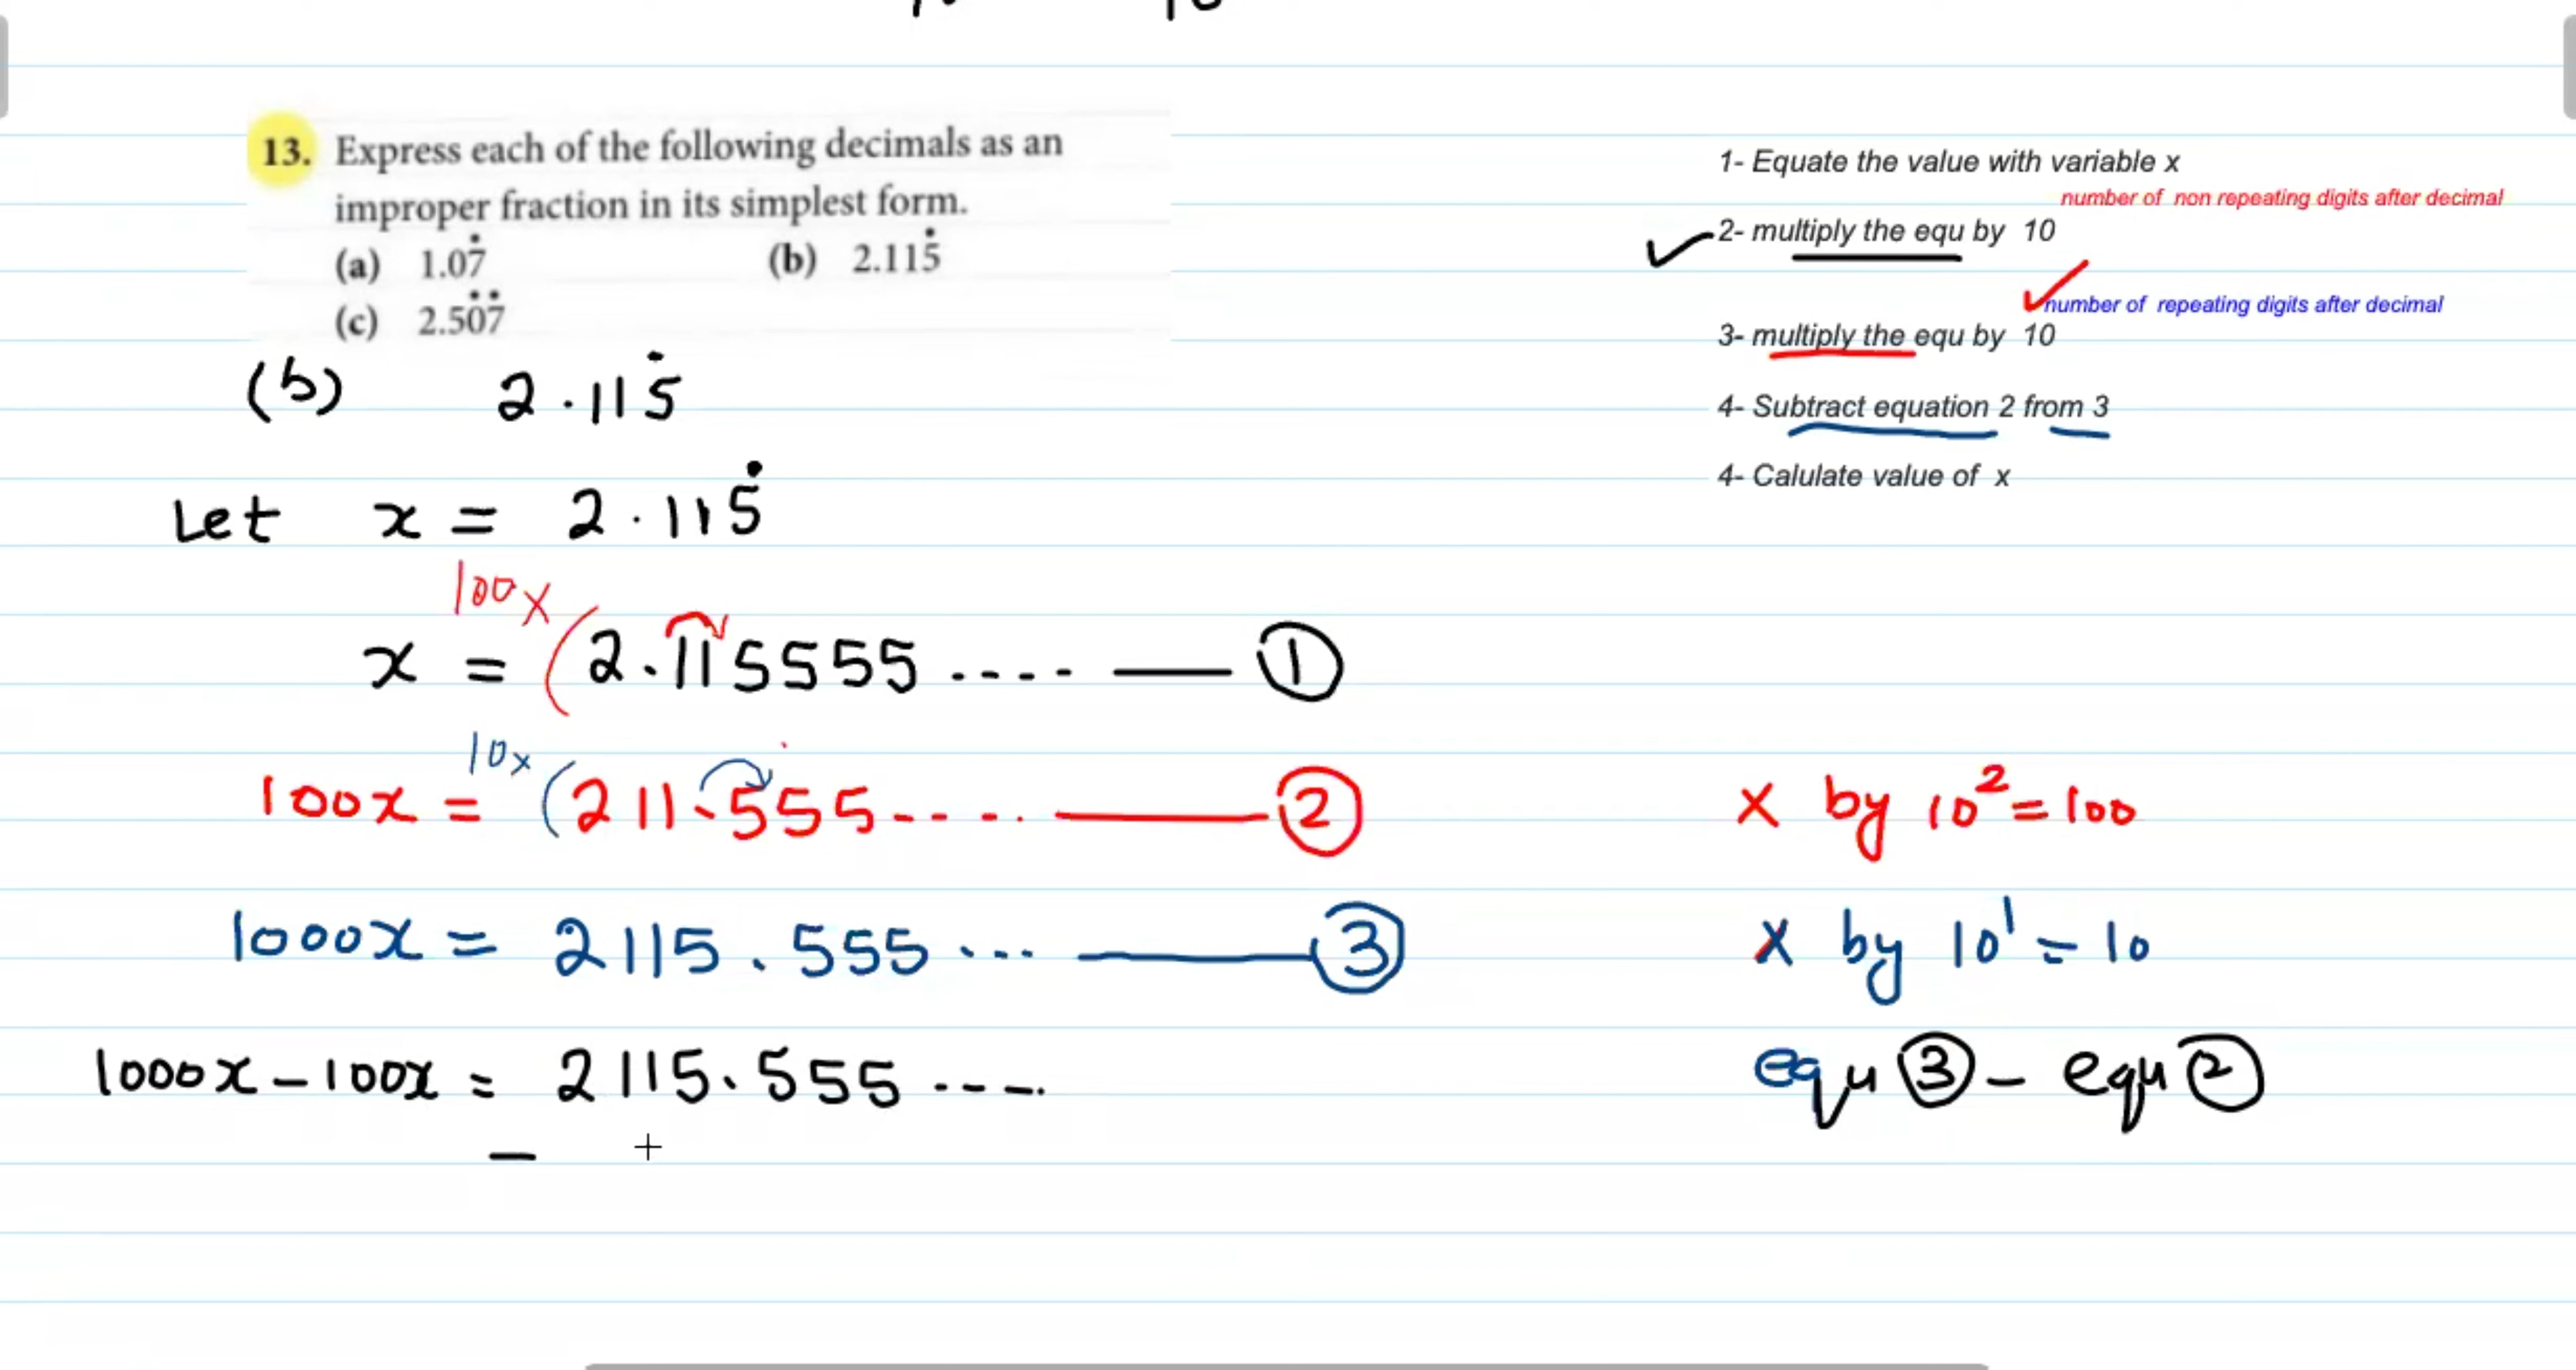 13. Express each of the following decimals as an
improper fraction in its simplest form.
(a) 1.07̇ (b) 2.115̇
(c) 2.50̇7̇
1- Equate the value with variable x
number of non repeating digits after decimal
2- multiply the equ by 10
number of repeating digits after decimal
3- multiply the equ by 10
4- Subtract equation 2 from 3
4- Calulate value of x
(b) 2.115̇
Let x = 2.115̇
100x
x = (2.115555 .... — ①
10x
100x = (211.555.... — ②
x by 10² = 100
1000x = 2115.555... — ③
x by 10¹ = 10
1000x - 100x = 2115.555 ----
equ ③ - equ ②
–